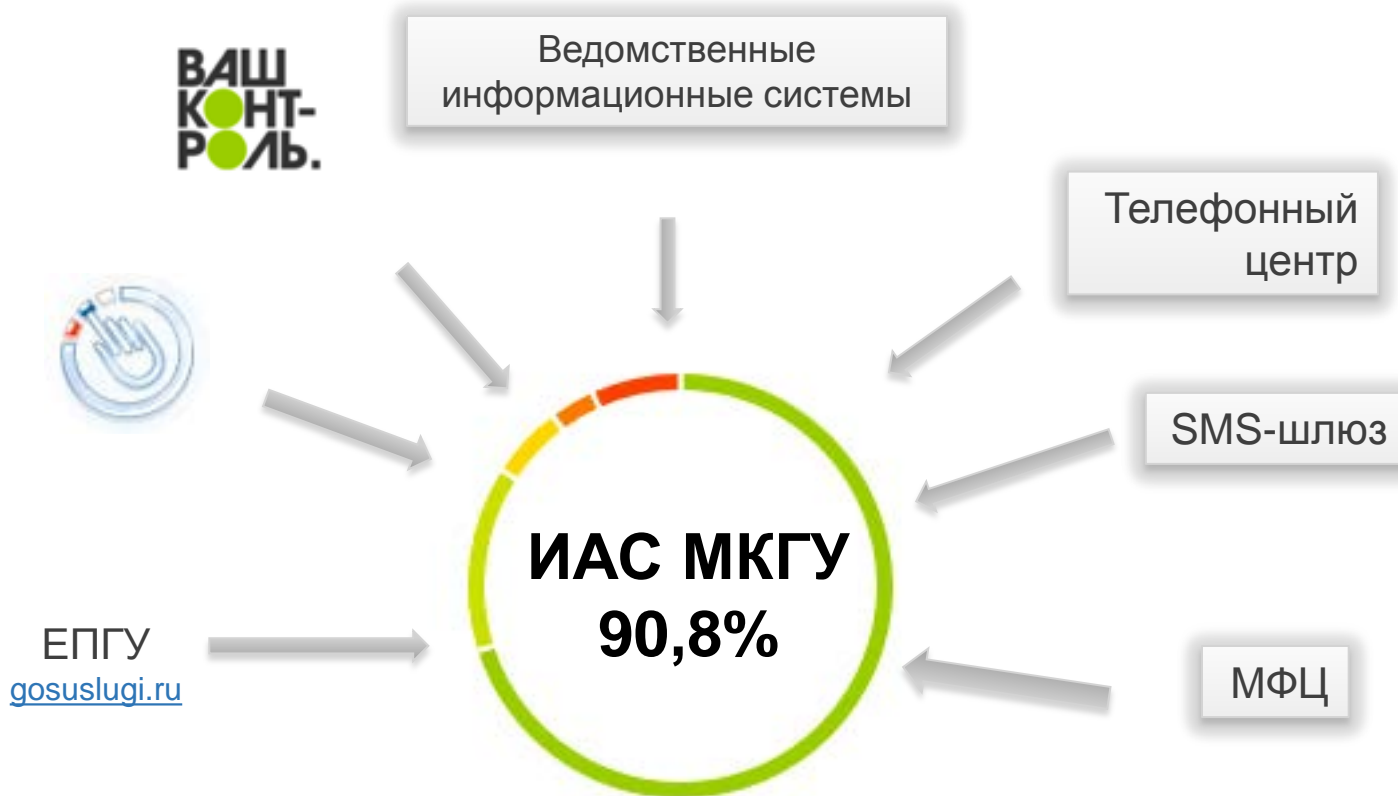 ВАШ
КОНТ-
РОЛЬ.
Ведомственные
информационные системы
Телефонный
центр
SMS-шлюз
ИАС МКГУ
90,8%
ЕПГУ
gosuslugi.ru
МФЦ